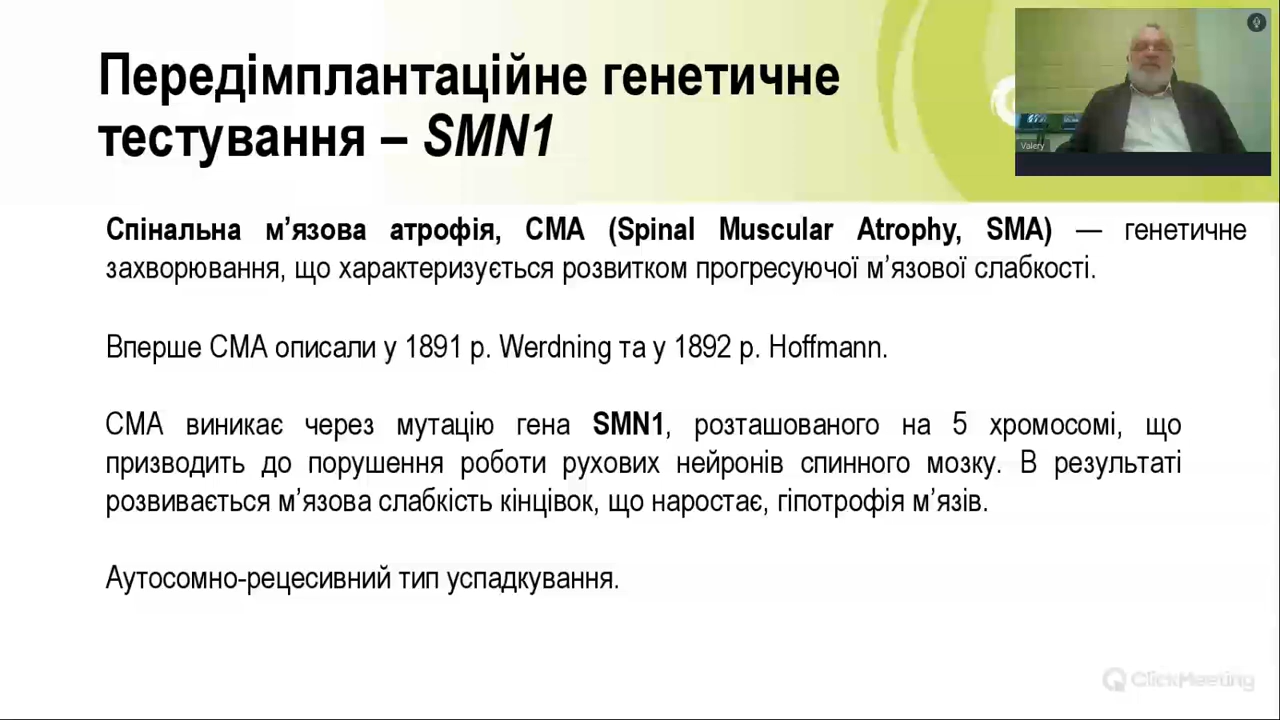 Передімплантаційне генетичне
тестування – SMN1
Valery
Спінальна м’язова атрофія, СМА (Spinal Muscular Atrophy, SMA) — генетичне
захворювання, що характеризується розвитком прогресуючої м’язової слабкості.
Вперше СМА описали у 1891 р. Werdning та у 1892 р. Hoffmann.
СМА виникає через мутацію гена SMN1, розташованого на 5 хромосомі, що
призводить до порушення роботи рухових нейронів спинного мозку. В результаті
розвивається м’язова слабкість кінцівок, що наростає, гіпотрофія м’язів.
Аутосомно-рецесивний тип успадкування.
ClickMeeting